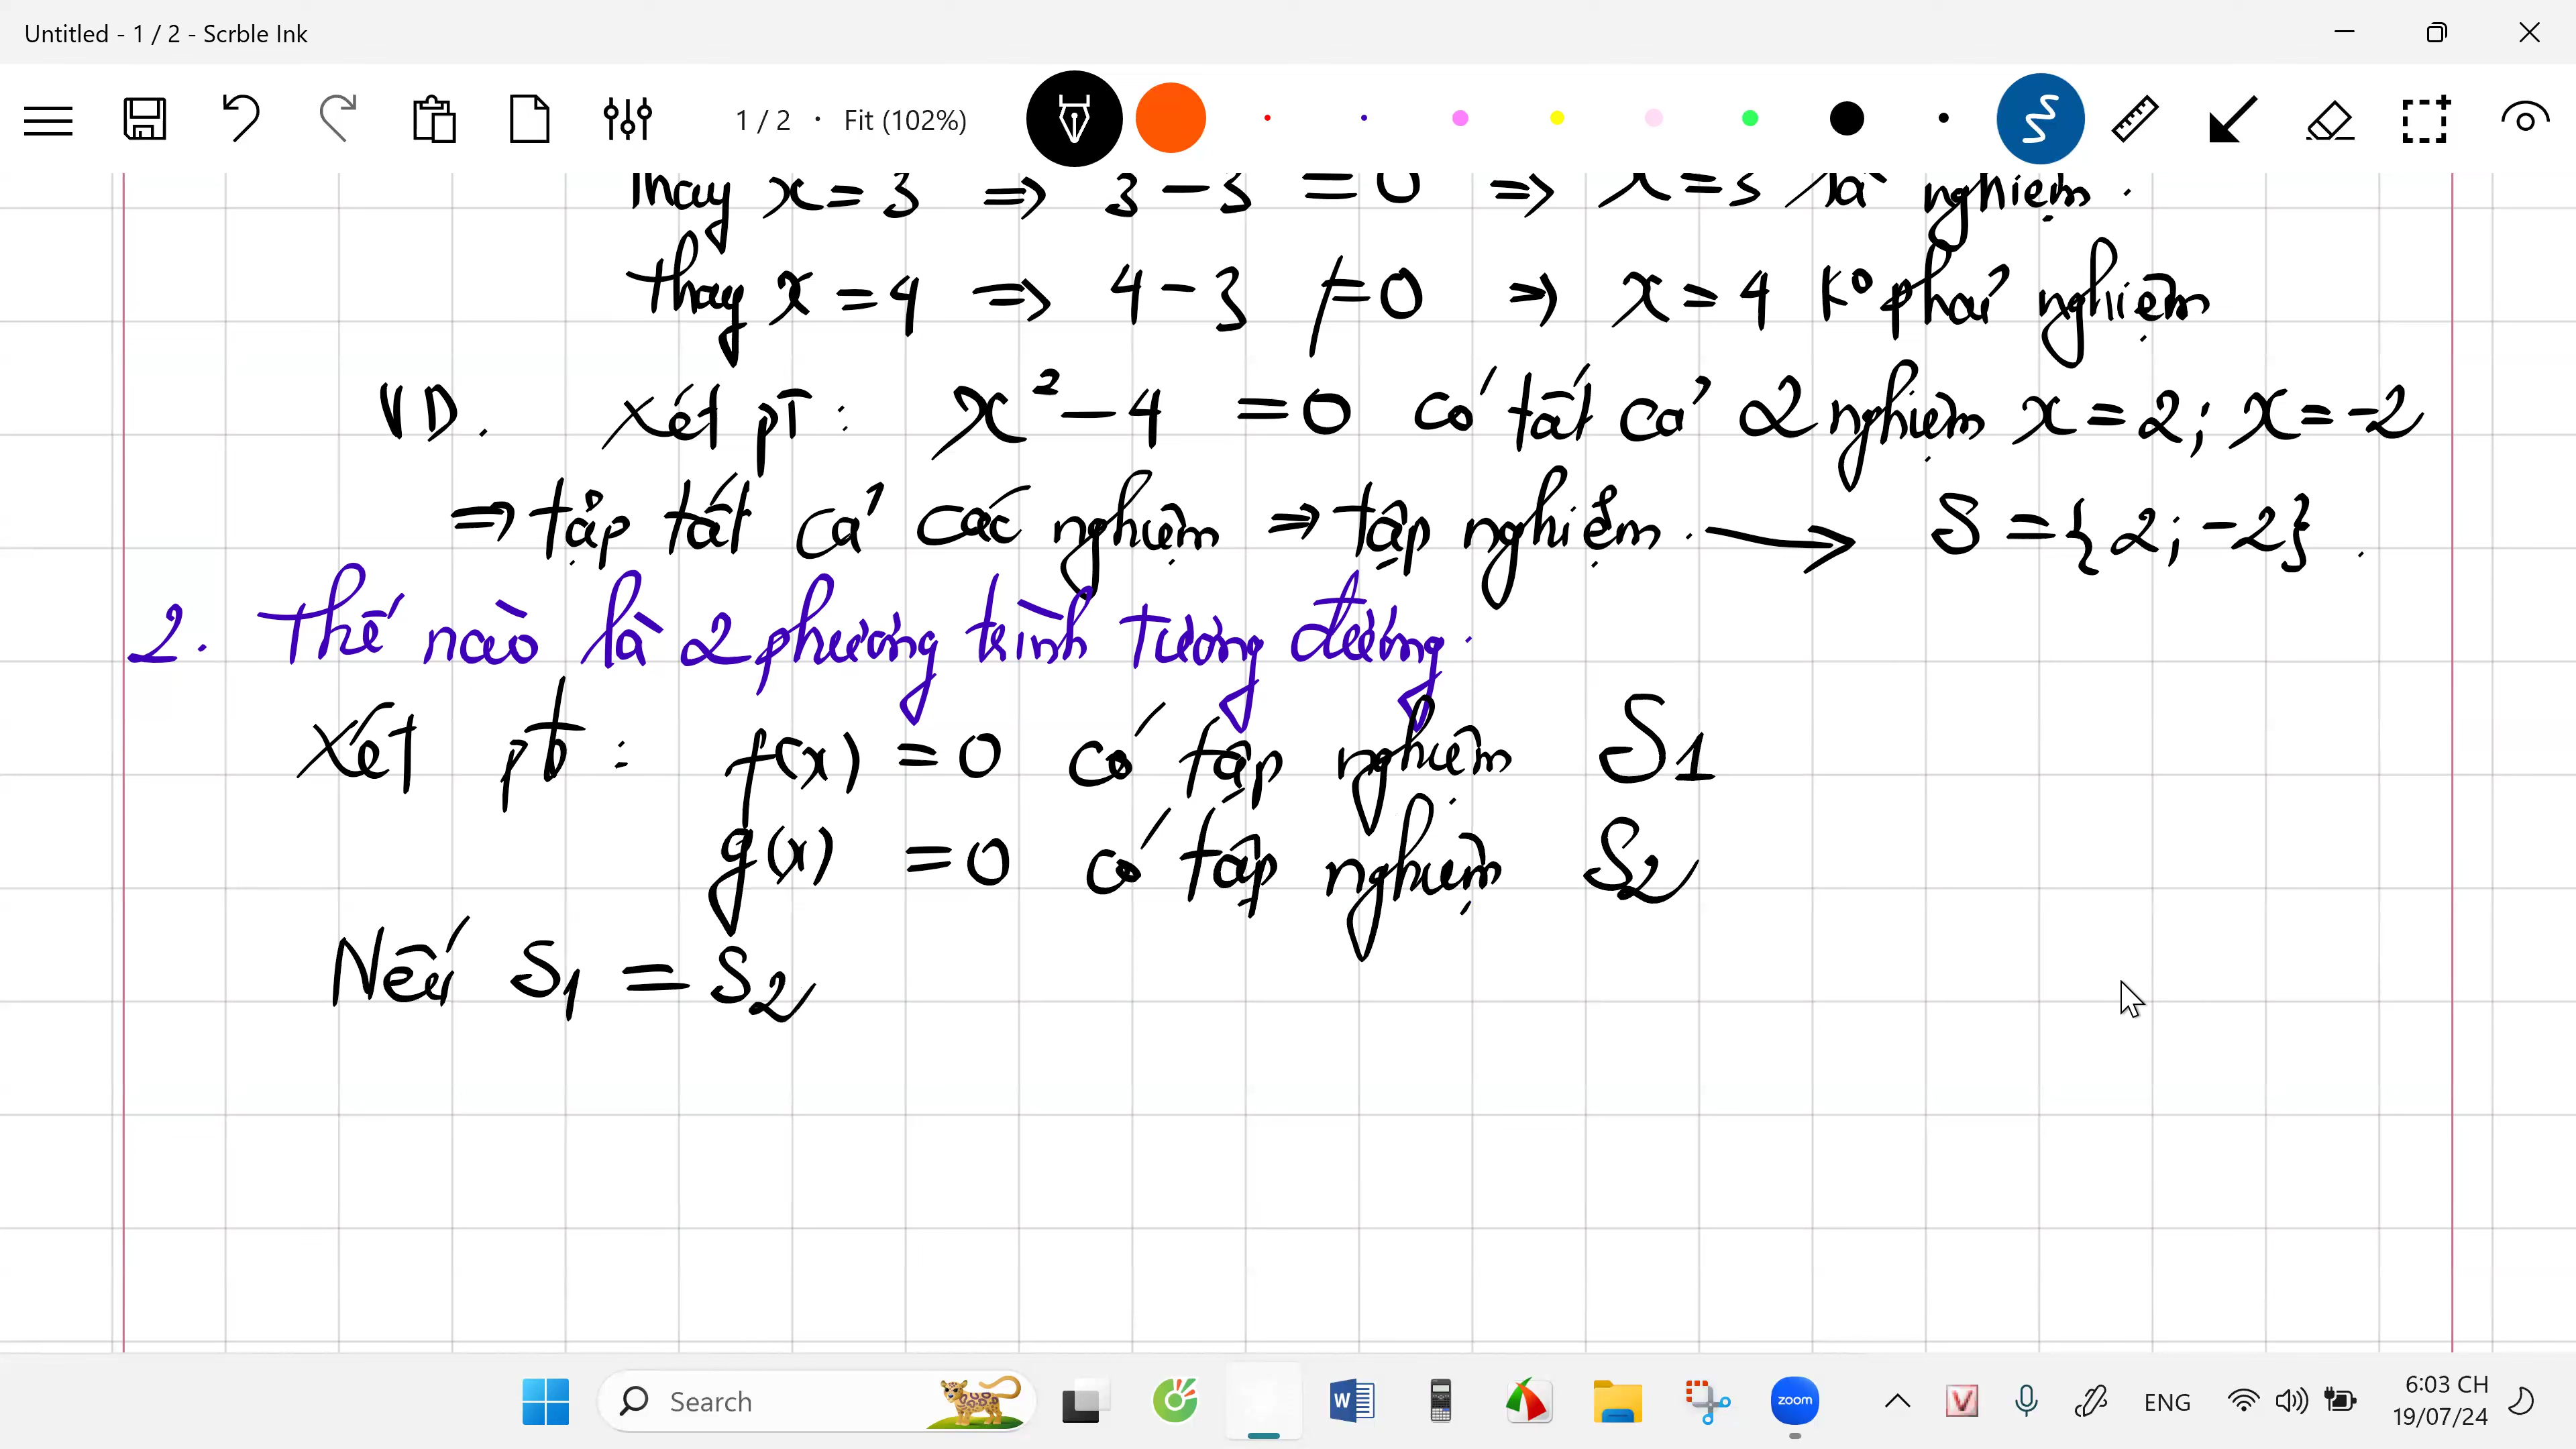 Untitled - 1 / 2 - Scrble Ink
1 / 2 · Fit (102%)
Thay x = 3 ⇒ 3 - 3 = 0 ⇒ x = 3 là nghiệm.
Thay x = 4 ⇒ 4 - 3 ≠ 0 ⇒ x = 4 k° phải nghiệm
VD. Xét pT: x² - 4 = 0 có tất cả 2 nghiệm x = 2; x = -2
⇒ tập tất cả các nghiệm ⇒ tập nghiệm. → S = {2; -2}.
2. Thế nào là 2 phương trình tương đương.
Xét pt: f(x) = 0 có tập nghiệm S1
g(x) = 0 có tập nghiệm S2
Nếu S1 = S2
Search
W
zoom
V
ENG
6:03 CH
19/07/24